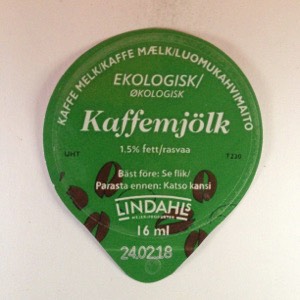 KAFFE MELK/KAFFE MÆLK/LUOMUKAHVIMAITO
EKOLOGISK/
ØKOLOGISK
Kaffemjölk
1.5% fett/rasvaa
UHT
T220
Bäst före: Se flik/
Parasta ennen: Katso kansi
LINDAHLS
MEJERIPRODUKTER
16 ml
240218